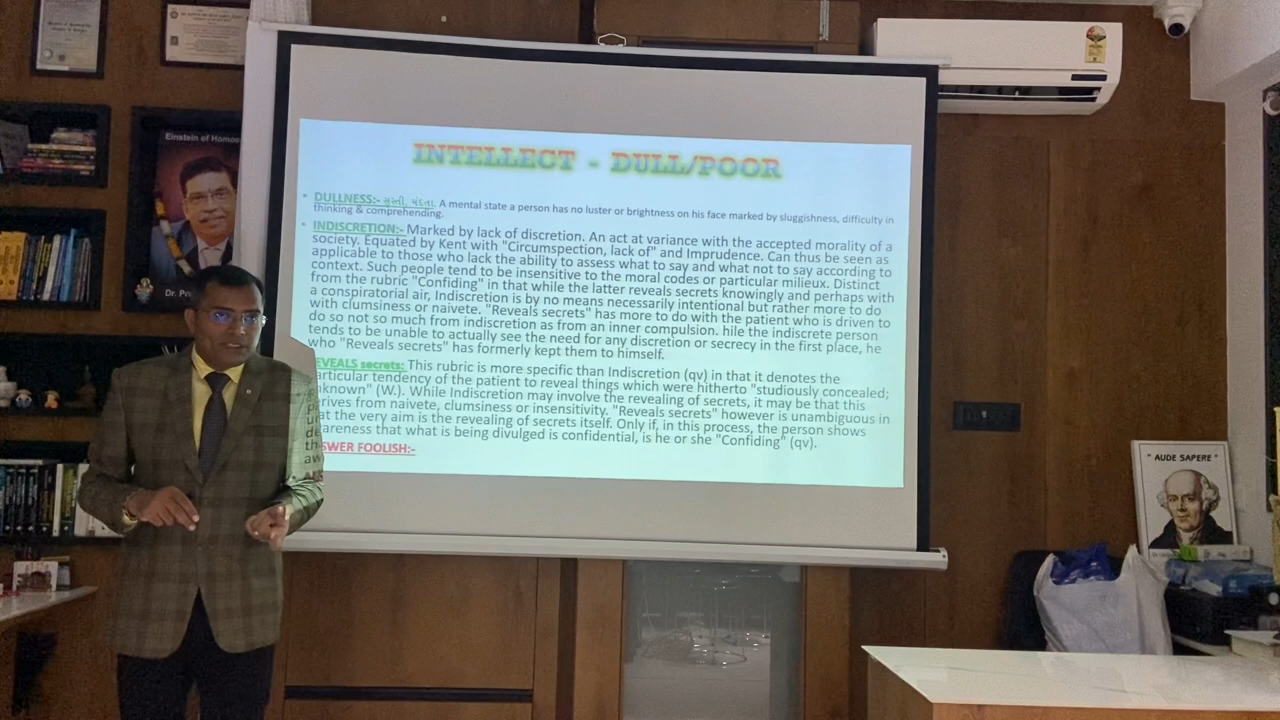 Einstein of Homoe
Dr. Pr
INTELLECT - DULL/POOR
• DULLNESS:- સુસ્તી, મંદતા. A mental state a person has no luster or brightness on his face marked by sluggishness, difficulty in
thinking & comprehending.
• INDISCRETION:- Marked by lack of discretion. An act at variance with the accepted morality of a
society. Equated by Kent with "Circumspection, lack of" and Imprudence. Can thus be seen as
applicable to those who lack the ability to assess what to say and what not to say according to
context. Such people tend to be insensitive to the moral codes or particular milieux. Distinct
from the rubric "Confiding" in that while the latter reveals secrets knowingly and perhaps with
a conspiratorial air, Indiscretion is by no means necessarily intentional but rather more to do
with clumsiness or naivete. "Reveals secrets" has more to do with the patient who is driven to
do so not so much from indiscretion as from an inner compulsion. hile the indiscrete person
tends to be unable to actually see the need for any discretion or secrecy in the first place, he
who "Reveals secrets" has formerly kept them to himself.
EVEALS secrets: This rubric is more specific than Indiscretion (qv) in that it denotes the
articular tendency of the patient to reveal things which were hitherto "studiously concealed;
nknown" (W.). While Indiscretion may involve the revealing of secrets, it may be that this
erives from naivete, clumsiness or insensitivity. "Reveals secrets" however is unambiguous in
at the very aim is the revealing of secrets itself. Only if, in this process, the person shows
areness that what is being divulged is confidential, is he or she "Confiding" (qv).
SWER FOOLISH:-
" AUDE SAPERE "